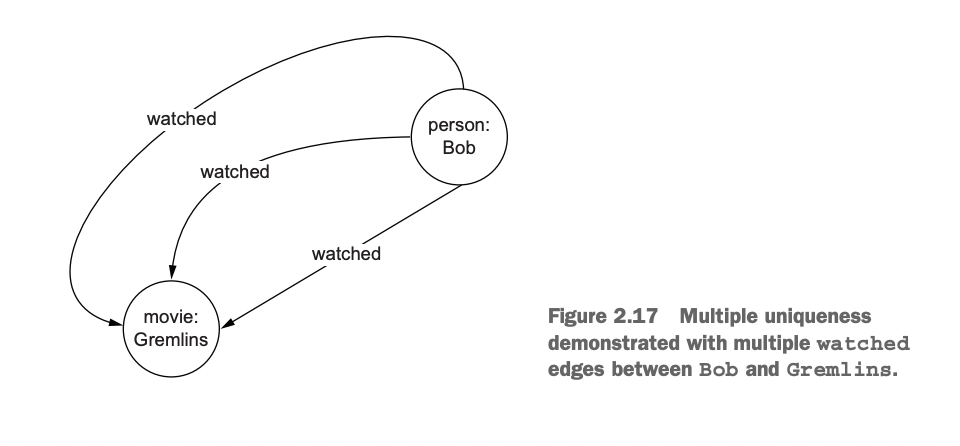 watched
person:
Bob
watched
watched
movie:
Gremlins
Figure 2.17 Multiple uniqueness
demonstrated with multiple watched
edges between Bob and Gremlins.